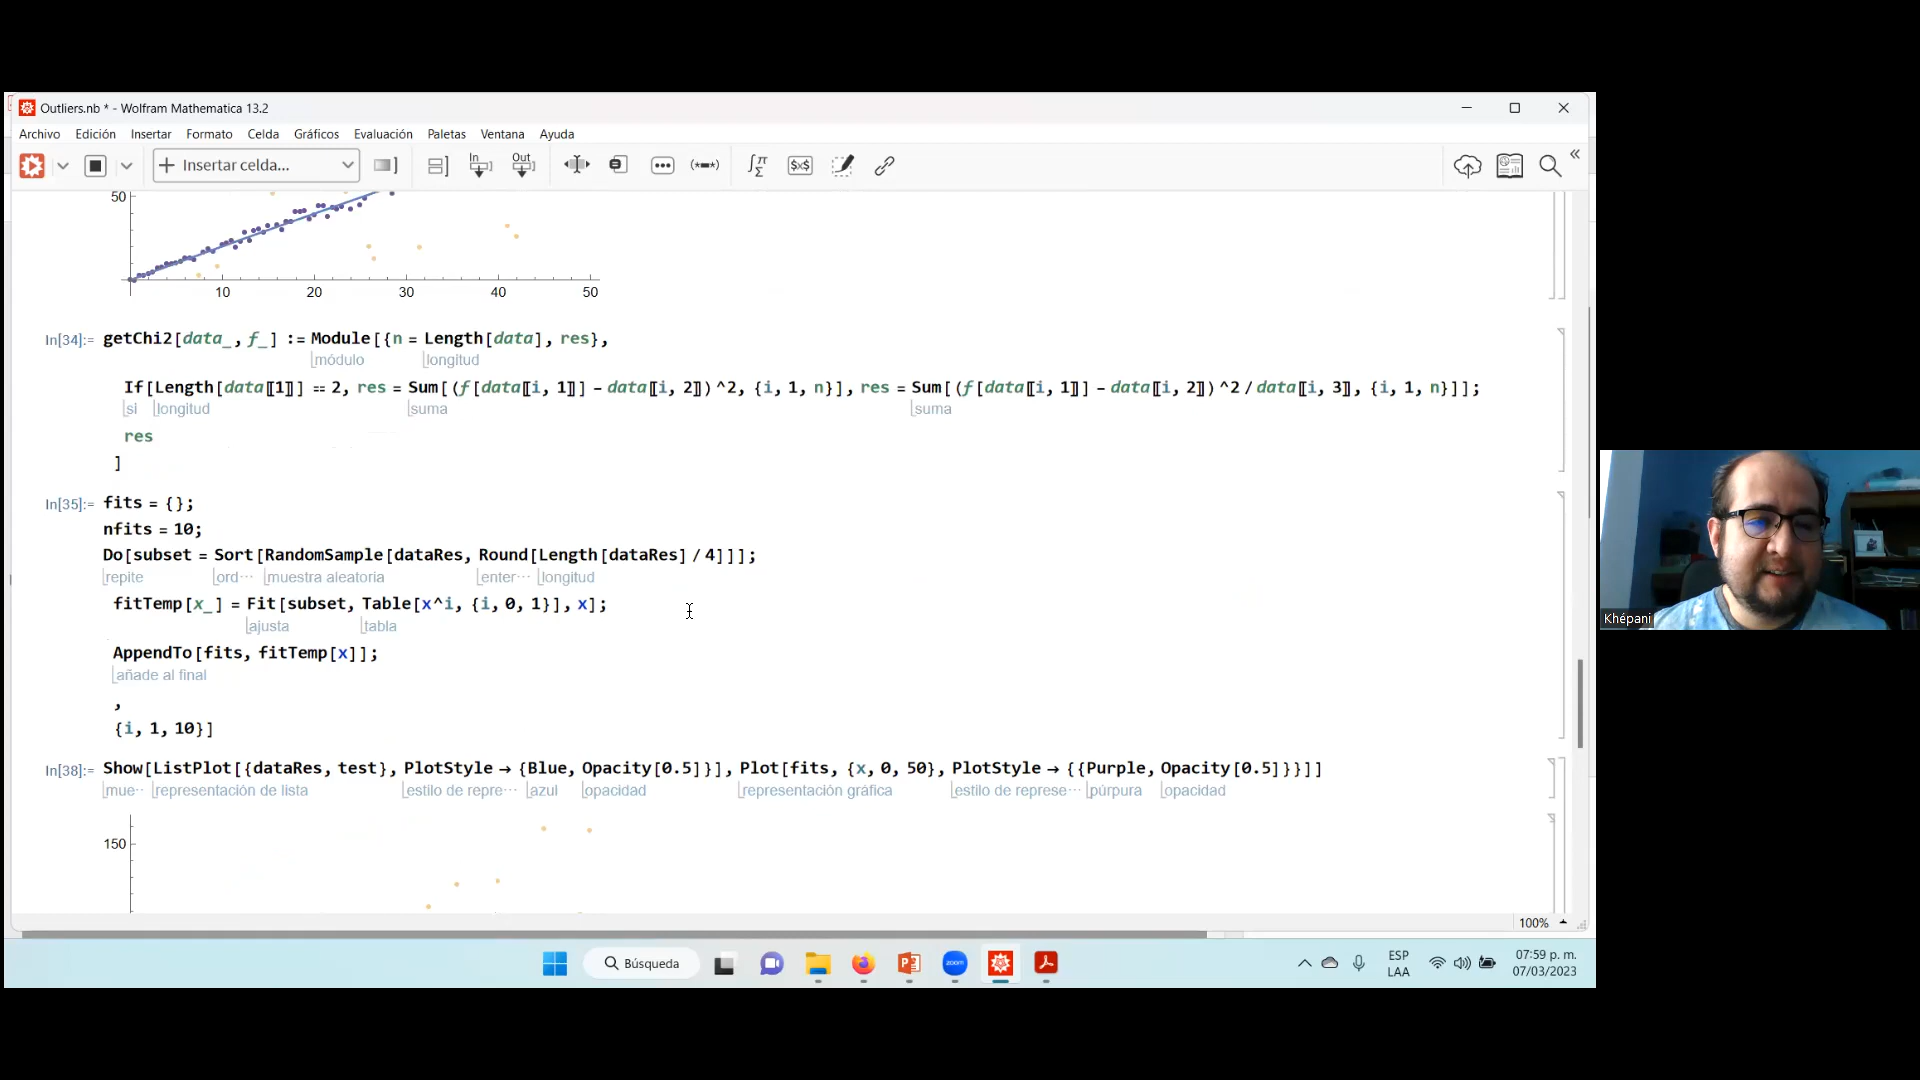 Outliers.nb * - Wolfram Mathematica 13.2
Archivo Edición Insertar Formato Celda Gráficos Evaluación Paletas Ventana Ayuda
Insertar celda... In Out
50
10 20 30 40 50
In[34]:= getChi2[data_, f_] := Module[{n = Length[data], res},
módulo longitud
If[Length[data[[1]]] == 2, res = Sum[(f[data[[i, 1]]] - data[[i, 2]])^2, {i, 1, n}], res = Sum[(f[data[[i, 1]]] - data[[i, 2]])^2 / data[[i, 3]], {i, 1, n}]];
si longitud suma suma
res
]
In[35]:= fits = {};
nfits = 10;
Do[subset = Sort[RandomSample[dataRes, Round[Length[dataRes] / 4]]];
repite ord··· muestra aleatoria enter··· longitud
fitTemp[x_] = Fit[subset, Table[x^i, {i, 0, 1}], x];
ajusta tabla
AppendTo[fits, fitTemp[x]];
añade al final
,
{i, 1, 10}]
In[38]:= Show[ListPlot[{dataRes, test}, PlotStyle → {Blue, Opacity[0.5]}], Plot[fits, {x, 0, 50}, PlotStyle → {{Purple, Opacity[0.5]}}]]
mue·· representación de lista estilo de repre··· azul opacidad representación gráfica estilo de represe··· púrpura opacidad
150
100%
Búsqueda zoom ESP LAA 07:59 p. m. 07/03/2023
Khépani